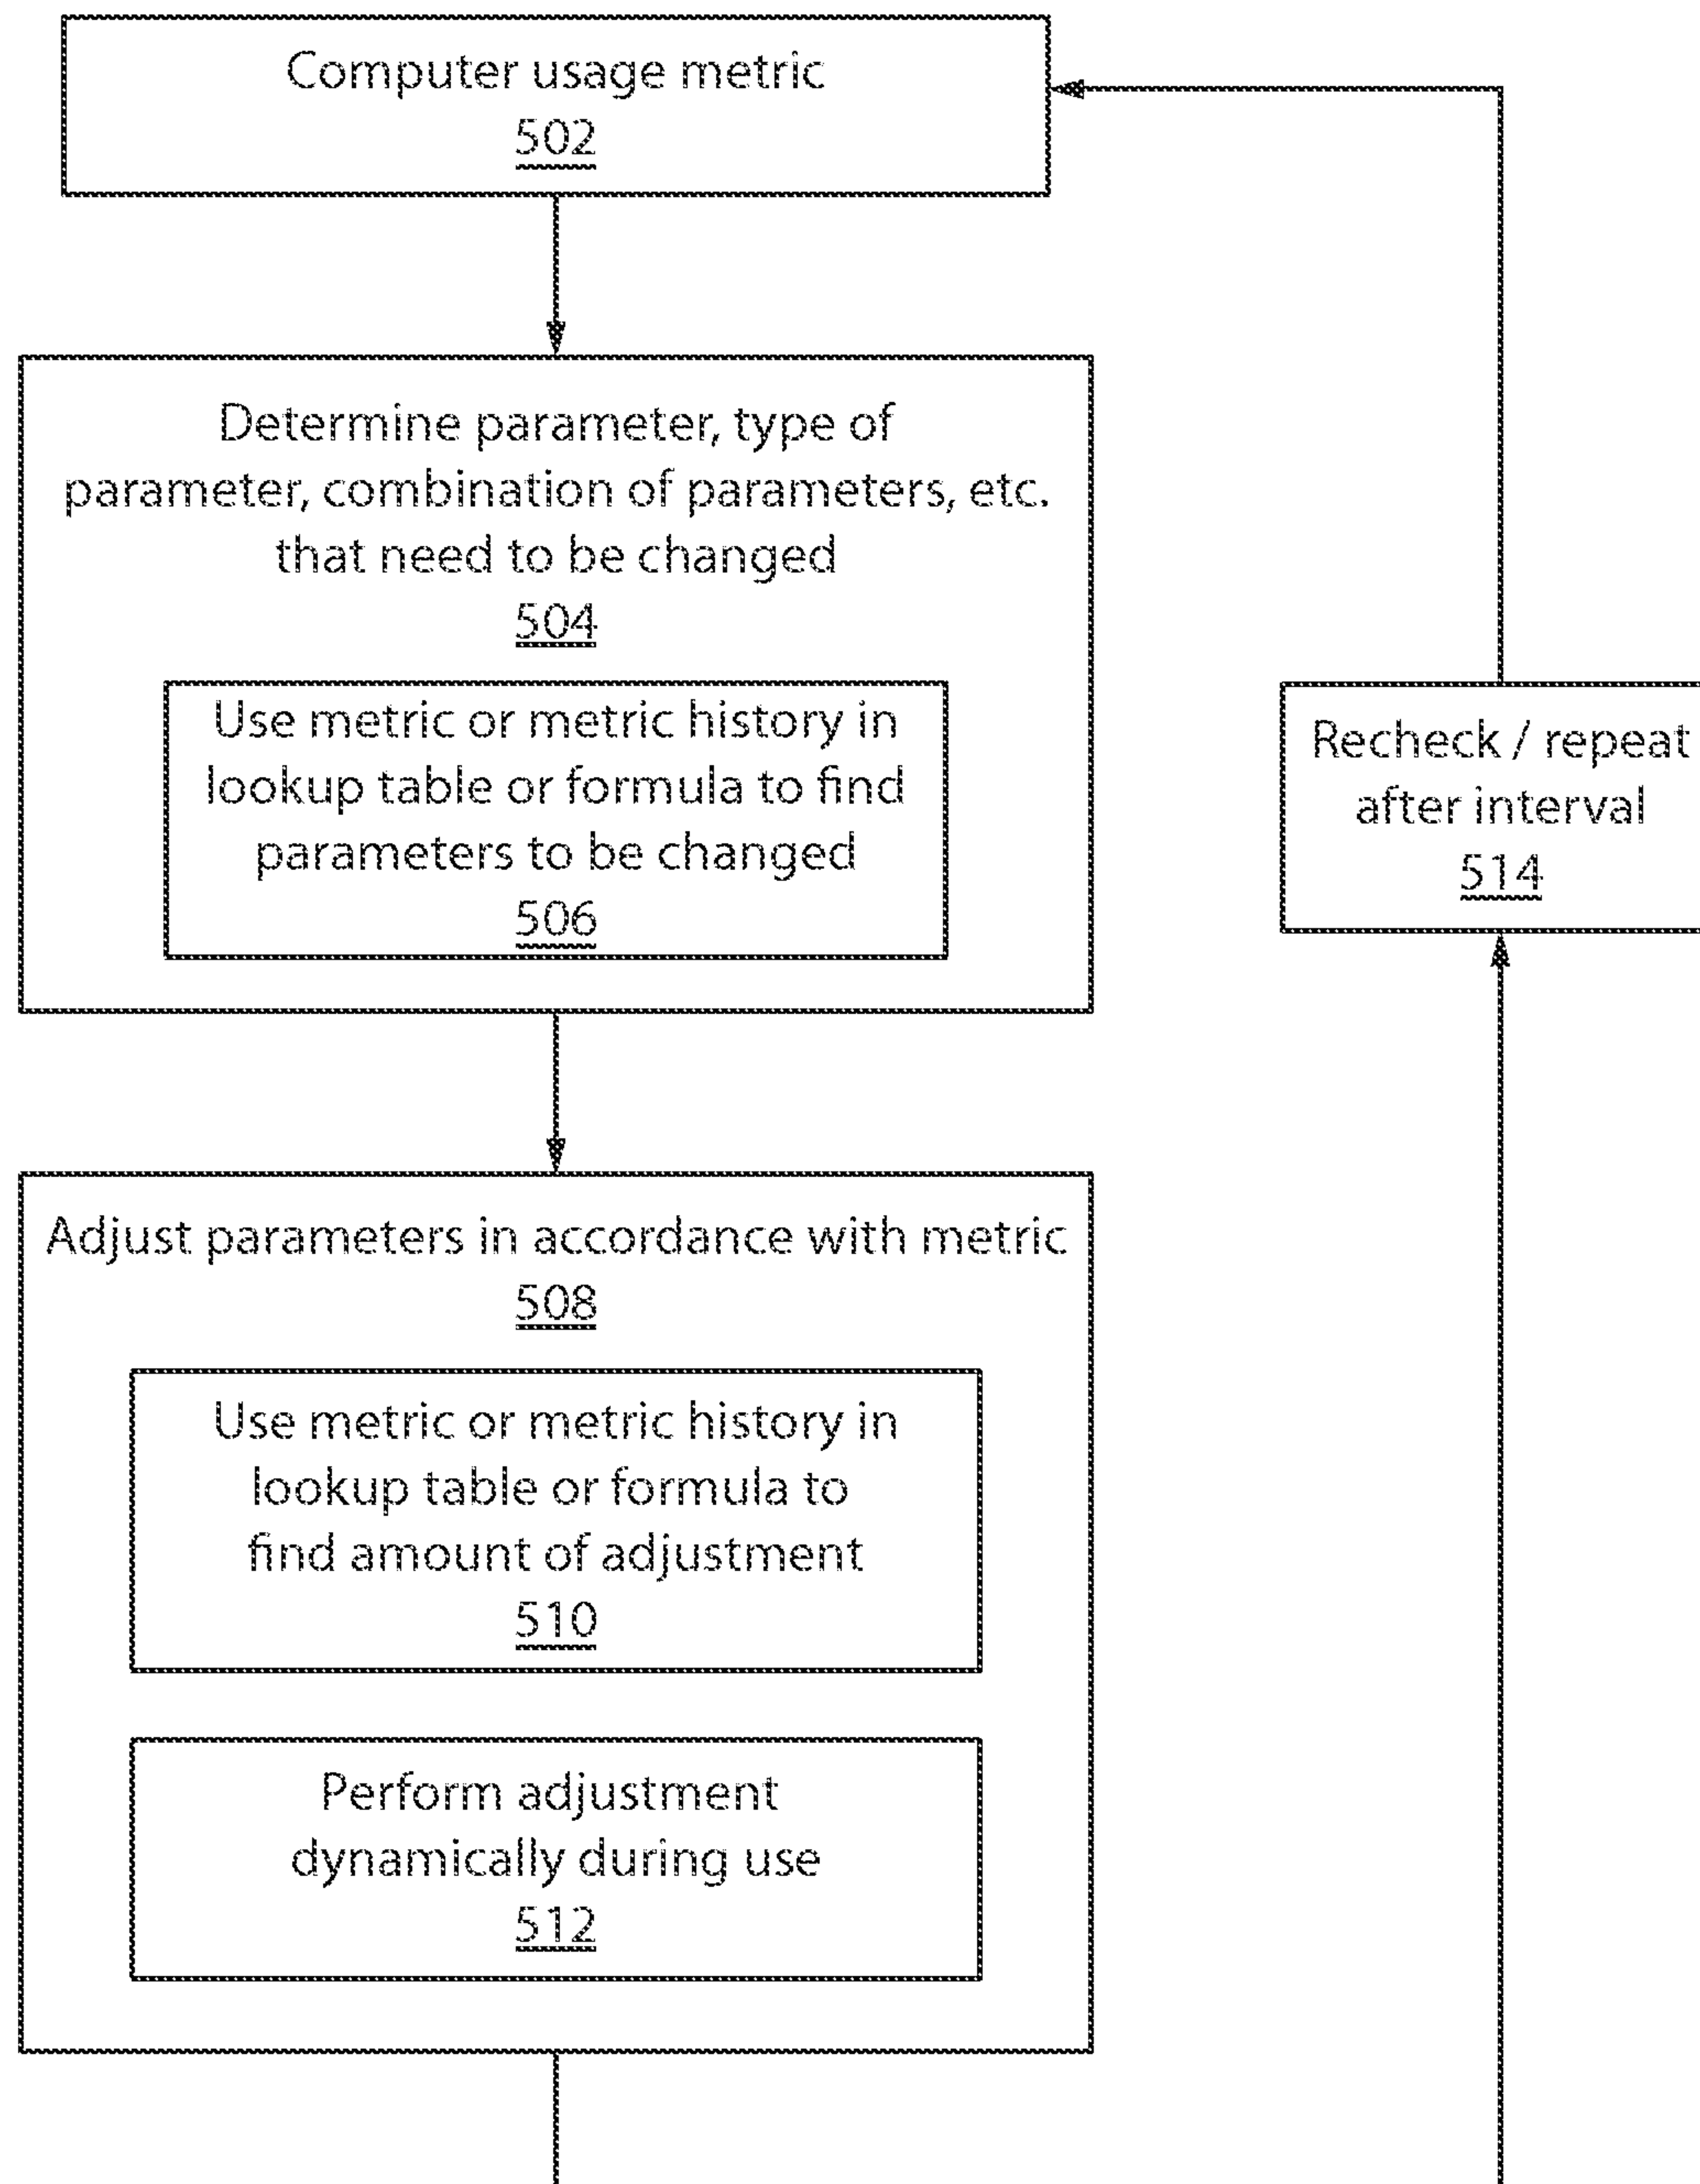 Computer usage metric
502
Determine parameter, type of
parameter, combination of parameters, etc.
that need to be changed
504
Use metric or metric history in
lookup table or formula to find
parameters to be changed
506
Recheck / repeat
after interval
514
Adjust parameters in accordance with metric
508
Use metric or metric history in
lookup table or formula to
find amount of adjustment
510
Perform adjustment
dynamically during use
512